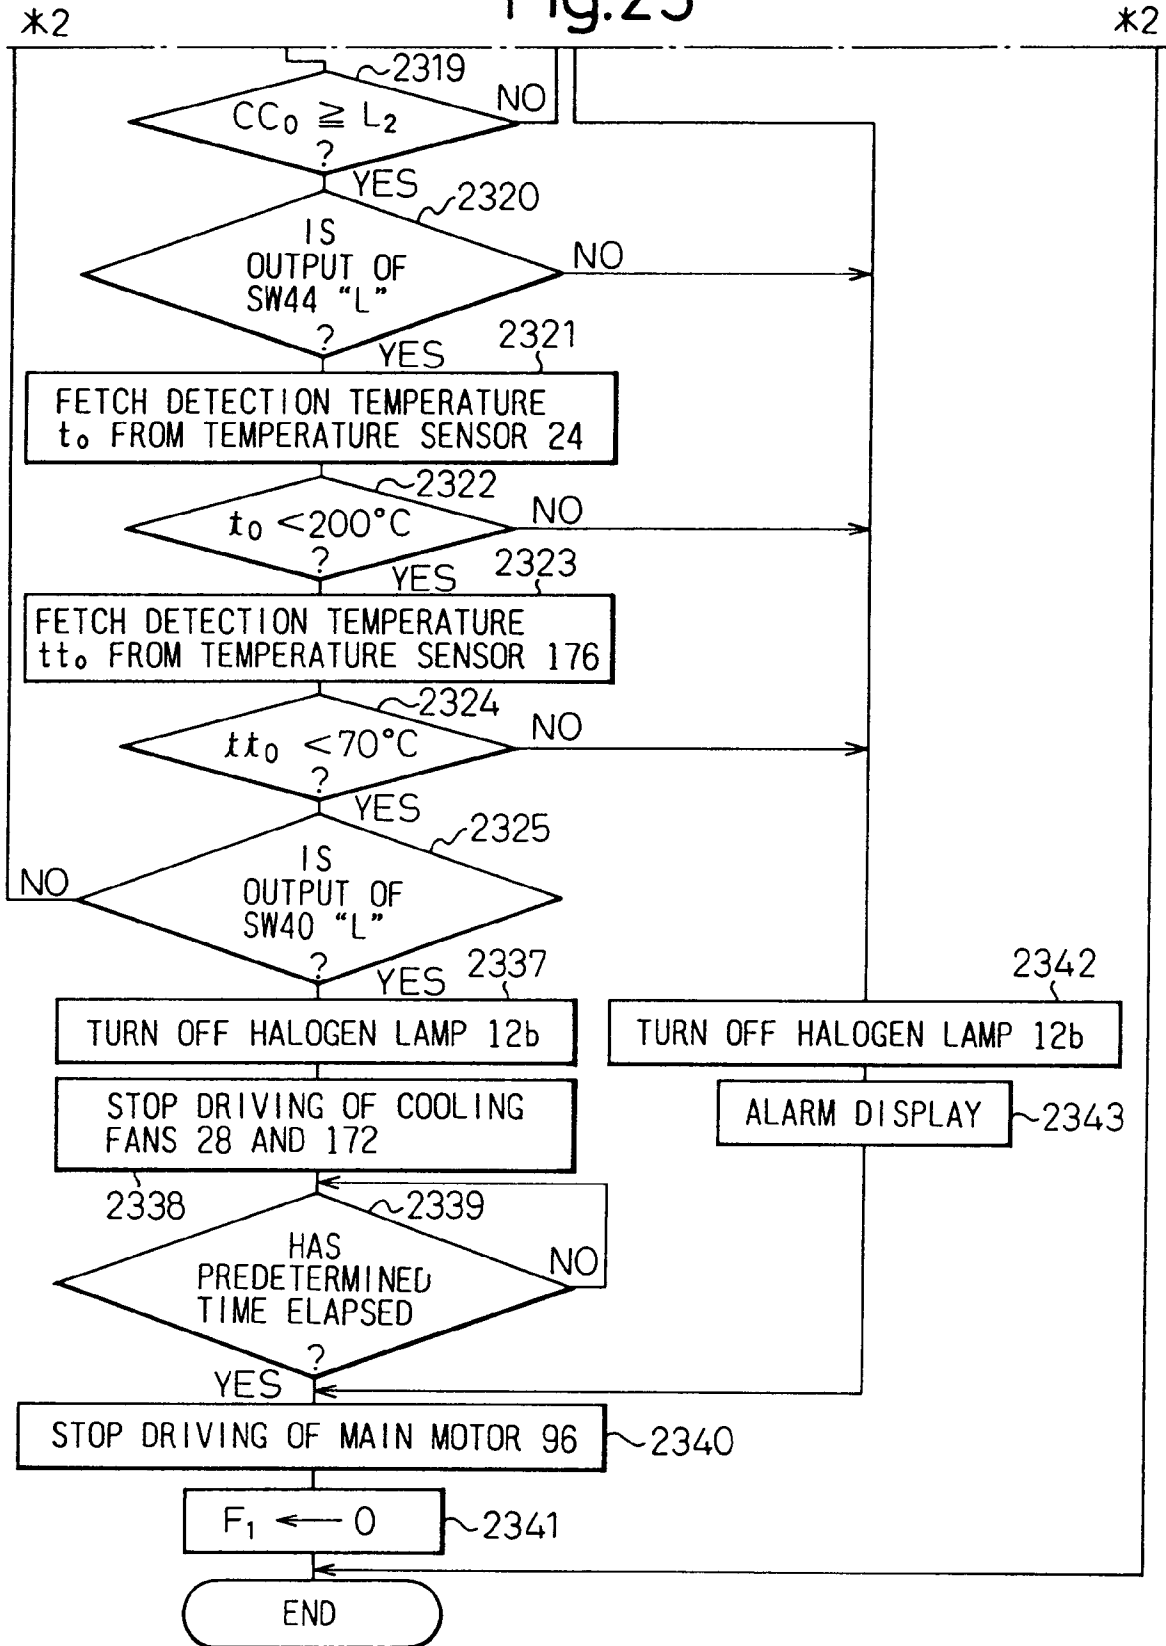 Fig.23
*2
*2
2319
CC₀ ≧ L₂
?
NO
YES
2320
IS
OUTPUT OF
SW44 “L”
?
NO
YES
2321
FETCH DETECTION TEMPERATURE
t₀ FROM TEMPERATURE SENSOR 24
2322
t₀ <200°C
?
NO
YES
2323
FETCH DETECTION TEMPERATURE
tt₀ FROM TEMPERATURE SENSOR 176
2324
tt₀ <70°C
?
NO
YES
2325
IS
OUTPUT OF
SW40 “L”
?
NO
YES
2337
TURN OFF HALOGEN LAMP 12b
2342
TURN OFF HALOGEN LAMP 12b
STOP DRIVING OF COOLING
FANS 28 AND 172
2338
ALARM DISPLAY
2343
2339
HAS
PREDETERMINED
TIME ELAPSED
?
NO
YES
STOP DRIVING OF MAIN MOTOR 96
2340
F₁ ← 0
2341
END